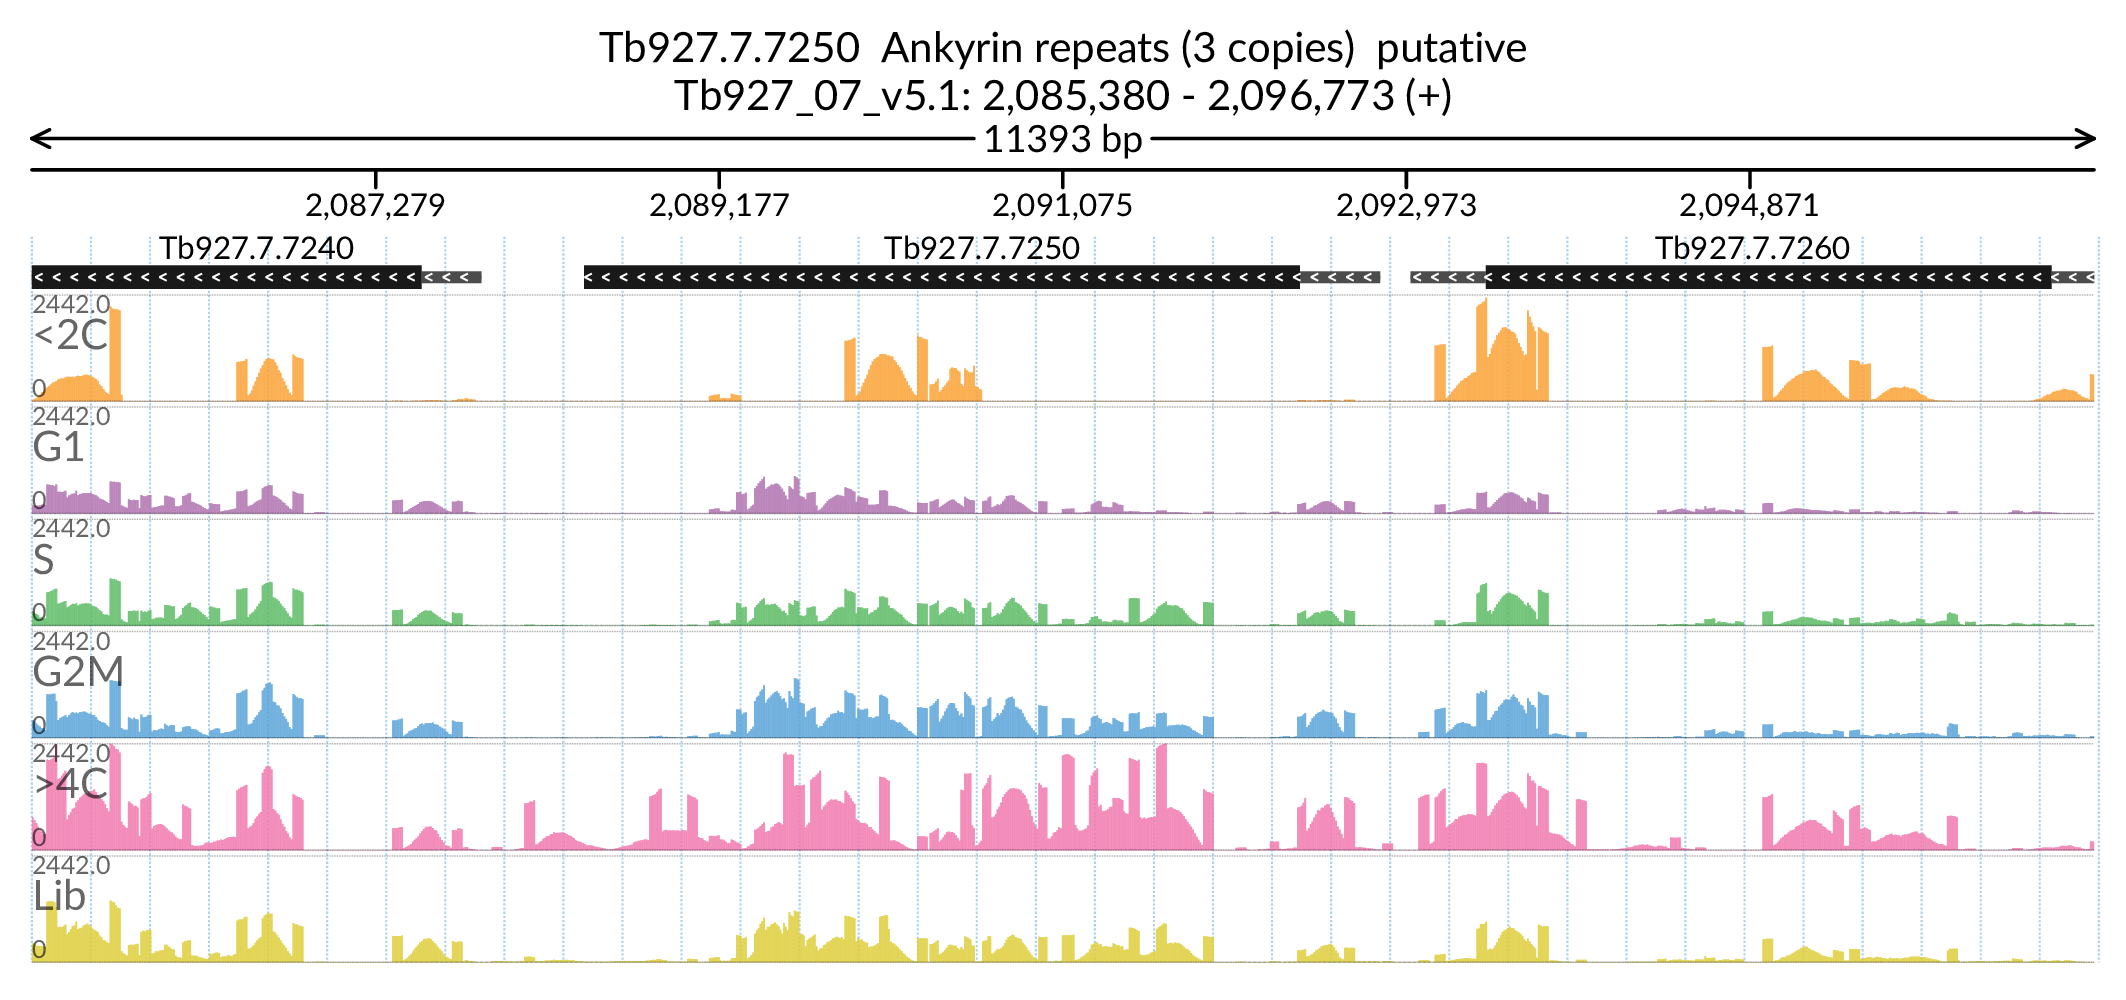 Tb927.7.7250 Ankyrin repeats (3 copies) putative
Tb927_07_v5.1: 2,085,380 - 2,096,773 (+)
11393 bp
2,087,279 2,089,177 2,091,075 2,092,973 2,094,871
Tb927.7.7240 Tb927.7.7250 Tb927.7.7260
2442.0
<2C
0
2442.0
G1
0
2442.0
S
0
2442.0
G2M
0
2442.0
>4C
0
2442.0
Lib
0